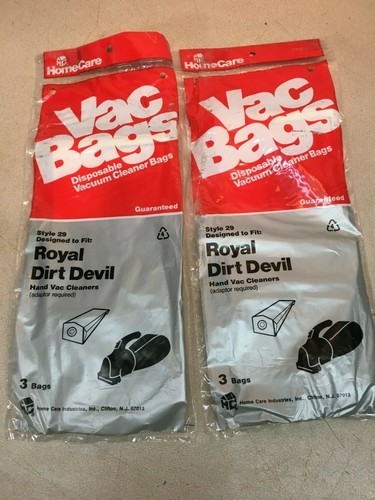 HomeCare
Vac
Bags
Disposable
Vacuum Cleaner Bags
Guaranteed
Style 29
Designed to Fit:
Royal
Dirt Devil
Hand Vac Cleaners
(adaptor required)
3 Bags
Home Care Industries, Inc., Clifton, N.J. 07013
HomeCare
Vac
Bags
Disposable
Vacuum Cleaner Bags
Guaranteed
Style 29
Designed to Fit:
Royal
Dirt Devil
Hand Vac Cleaners
(adaptor required)
3 Bags
Home Care Industries, Inc., Clifton, N.J. 07013